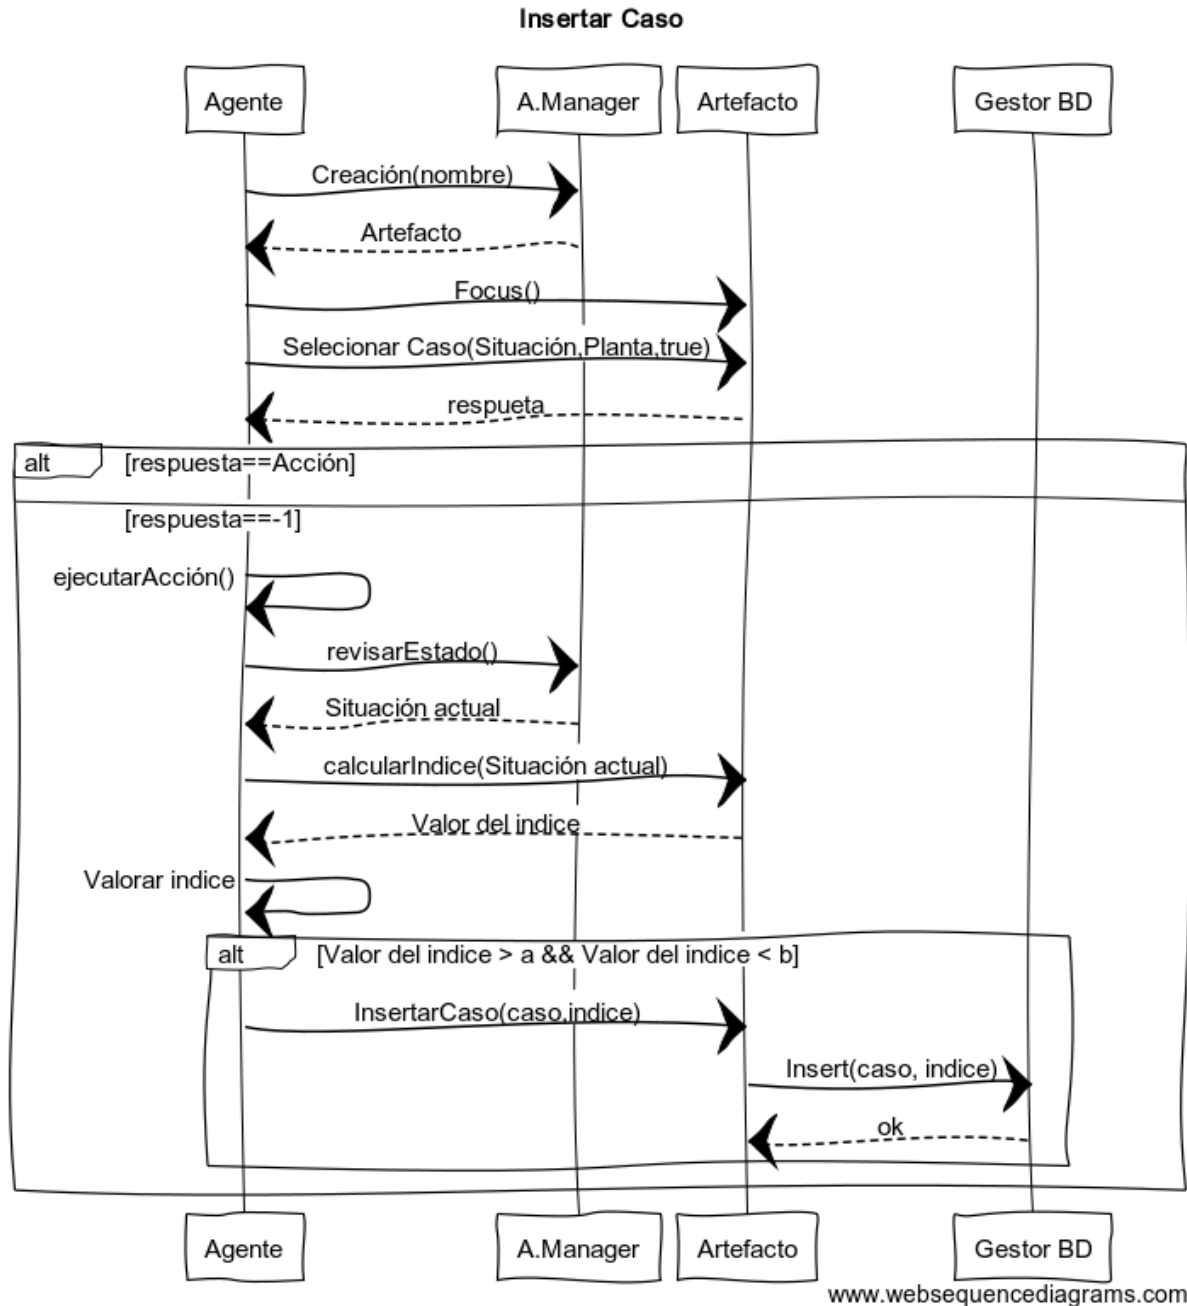 Insertar Caso
Agente
A.Manager
Artefacto
Gestor BD
Creación(nombre)
Artefacto
Focus()
Selecionar Caso(Situación,Planta,true)
respueta
alt
[respuesta==Acción]
[respuesta==-1]
ejecutarAcción()
revisarEstado()
Situación actual
calcularIndice(Situación actual)
Valor del indice
Valorar indice
alt
[Valor del indice > a && Valor del indice < b]
InsertarCaso(caso,indice)
Insert(caso, indice)
ok
Agente
A.Manager
Artefacto
Gestor BD
www.websequencediagrams.com